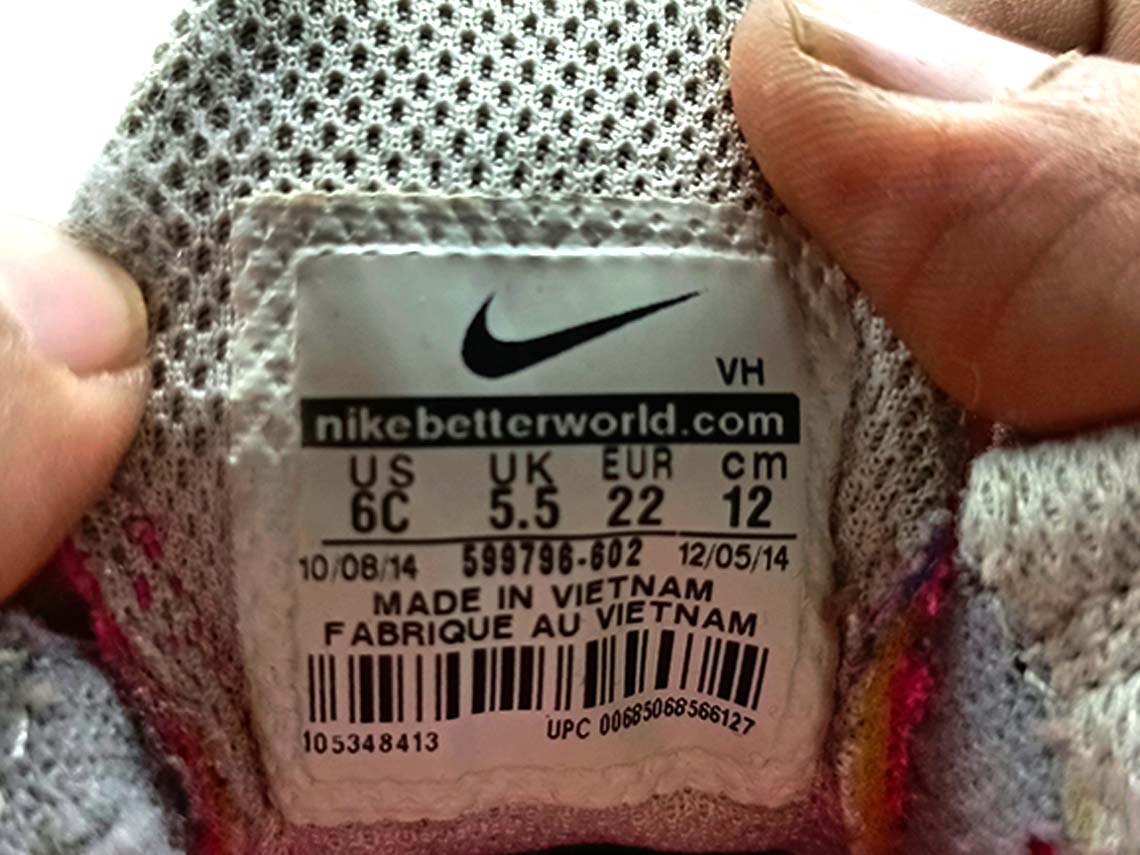 VH
nikebetterworld.com
US UK EUR cm
6C 5.5 22 12
10/08/14 599796-602 12/05/14
MADE IN VIETNAM
FABRIQUE AU VIETNAM
105348413 UPC 00685068566127